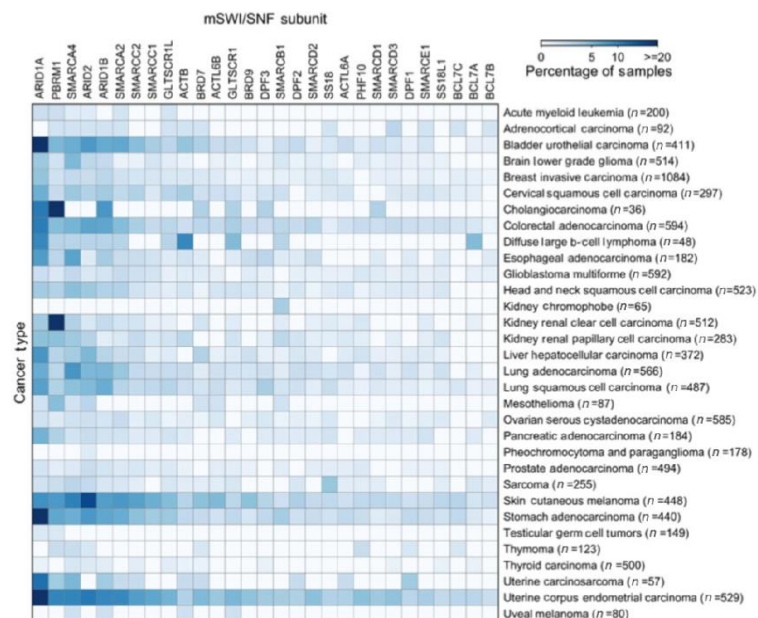 mSWI/SNF subunit
0 5 10 >=20
Percentage of samples
ARID1A
PBRM1
SMARCA4
ARID2
ARID1B
SMARCA2
SMARCC2
SMARCC1
GLTSCR1L
ACTB
BRD7
ACTL6B
GLTSCR1
BRD9
DPF3
SMARCB1
DPF2
SMARCD2
SS18
ACTL6A
PHF10
SMARCD1
SMARCD3
DPF1
SMARCE1
SS18L1
BCL7C
BCL7A
BCL7B
Cancer type
Acute myeloid leukemia (n=200)
Adrenocortical carcinoma (n=92)
Bladder urothelial carcinoma (n=411)
Brain lower grade glioma (n=514)
Breast invasive carcinoma (n=1084)
Cervical squamous cell carcinoma (n=297)
Cholangiocarcinoma (n=36)
Colorectal adenocarcinoma (n=594)
Diffuse large b-cell lymphoma (n=48)
Esophageal adenocarcinoma (n=182)
Glioblastoma multiforme (n=592)
Head and neck squamous cell carcinoma (n=523)
Kidney chromophobe (n=65)
Kidney renal clear cell carcinoma (n=512)
Kidney renal papillary cell carcinoma (n=283)
Liver hepatocellular carcinoma (n=372)
Lung adenocarcinoma (n=566)
Lung squamous cell carcinoma (n=487)
Mesothelioma (n=87)
Ovarian serous cystadenocarcinoma (n=585)
Pancreatic adenocarcinoma (n=184)
Pheochromocytoma and paraganglioma (n=178)
Prostate adenocarcinoma (n=494)
Sarcoma (n=255)
Skin cutaneous melanoma (n=448)
Stomach adenocarcinoma (n=440)
Testicular germ cell tumors (n=149)
Thymoma (n=123)
Thyroid carcinoma (n=500)
Uterine carcinosarcoma (n=57)
Uterine corpus endometrial carcinoma (n=529)
Uveal melanoma (n=80)